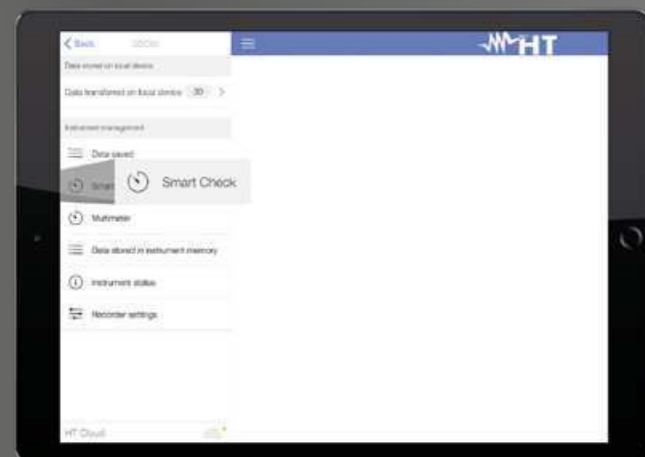 Back
HT
Data stored on local device
Data transferred on local device 20 >
Instrument management
Data saved
Smart Check
Multimeter
Data stored in instrument memory
Instrument status
Recorder settings
HT Cloud